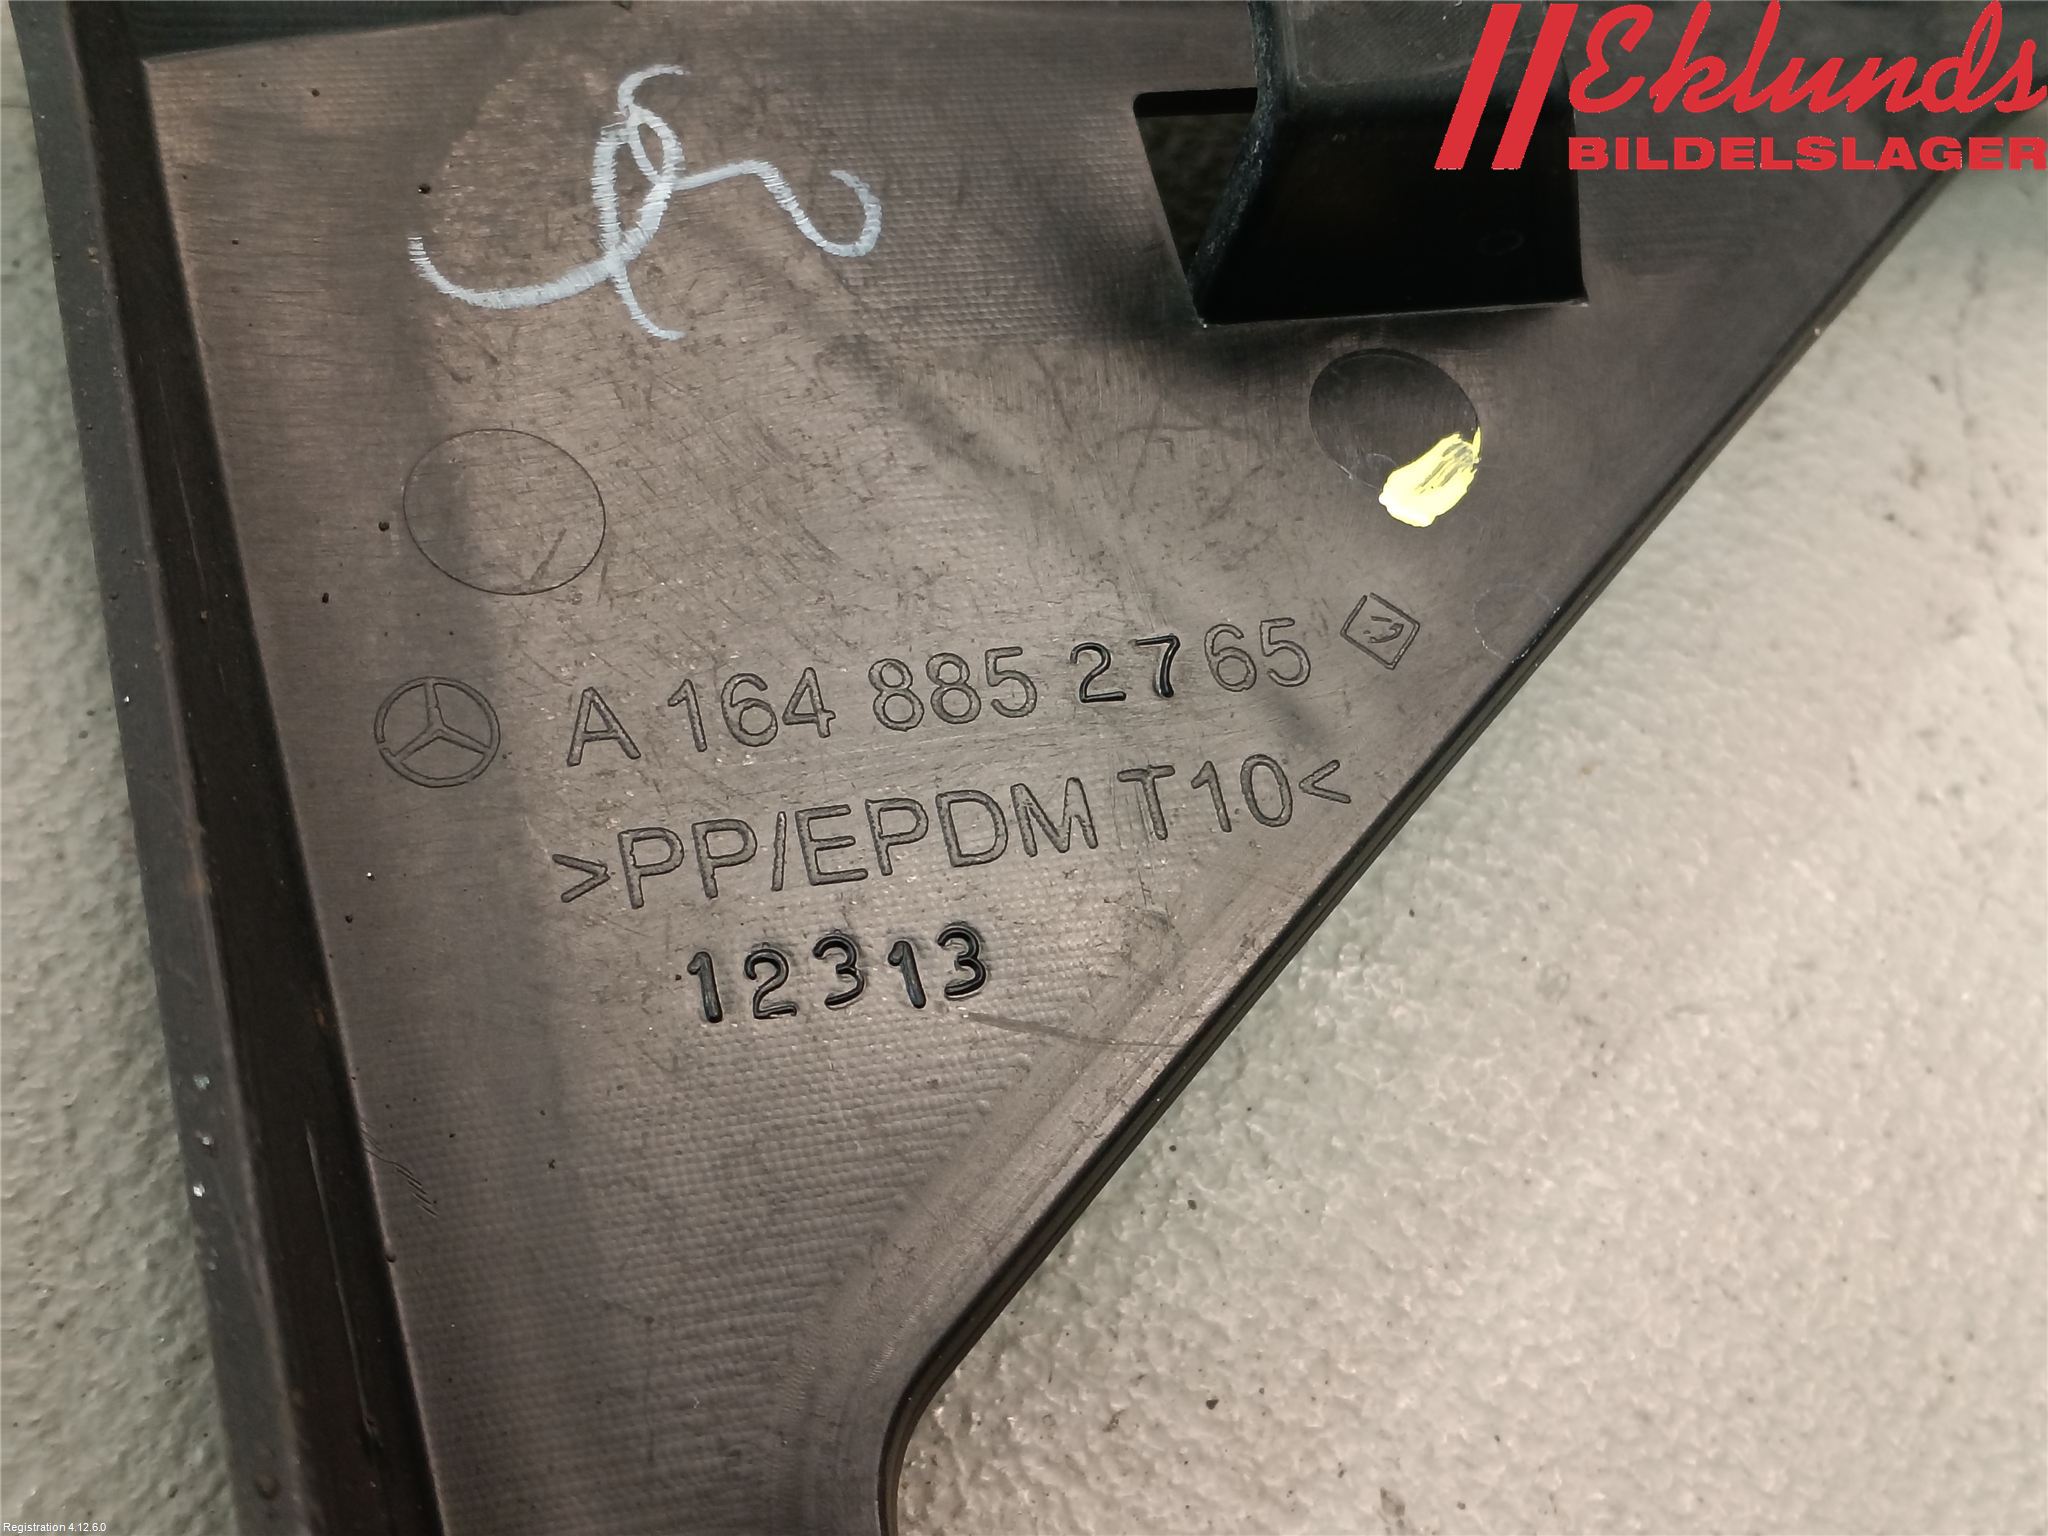 Eklunds
BILDELSLAGER
A 164 885 27 65
>PP/EPDM T10<
12313
Registration 4.12.6.0